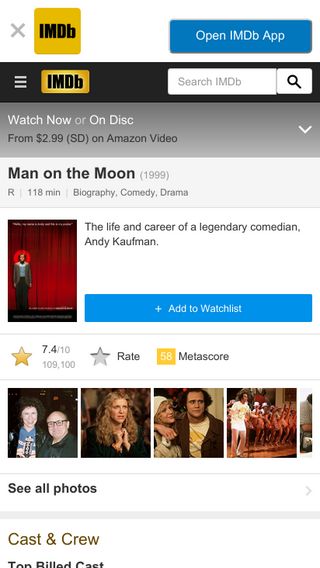 IMDb
Open IMDb App
IMDb
Search IMDb
Watch Now or On Disc
From $2.99 (SD) on Amazon Video
Man on the Moon (1999)
R | 118 min | Biography, Comedy, Drama
The life and career of a legendary comedian,
Andy Kaufman.
+ Add to Watchlist
7.4/10
109,100
Rate
58 Metascore
See all photos
Cast & Crew
Top Billed Cast